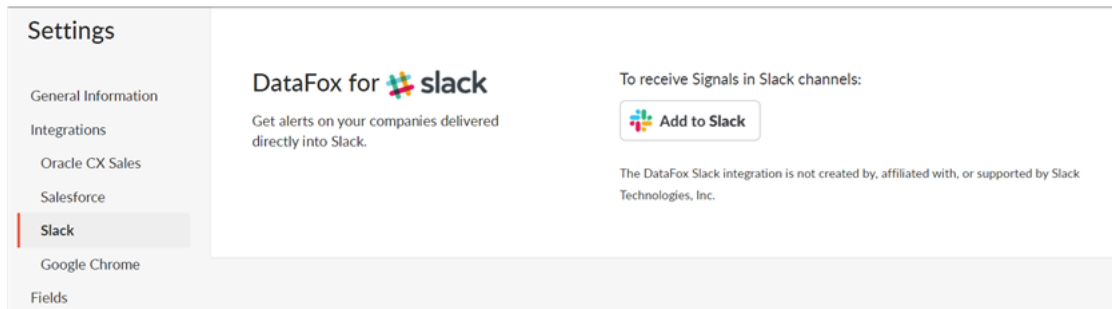 Settings
General Information
Integrations
Oracle CX Sales
Salesforce
Slack
Google Chrome
Fields
DataFox for slack
Get alerts on your companies delivered
directly into Slack.
To receive Signals in Slack channels:
Add to Slack
The DataFox Slack integration is not created by, affiliated with, or supported by Slack
Technologies, Inc.